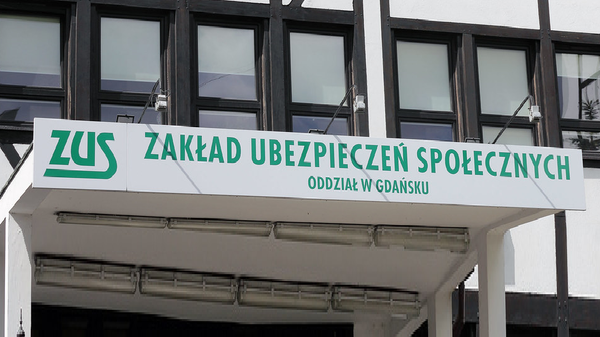 ZUS
ZAKŁAD UBEZPIECZEŃ SPOŁECZNYCH
ODDZIAŁ W GDAŃSKU